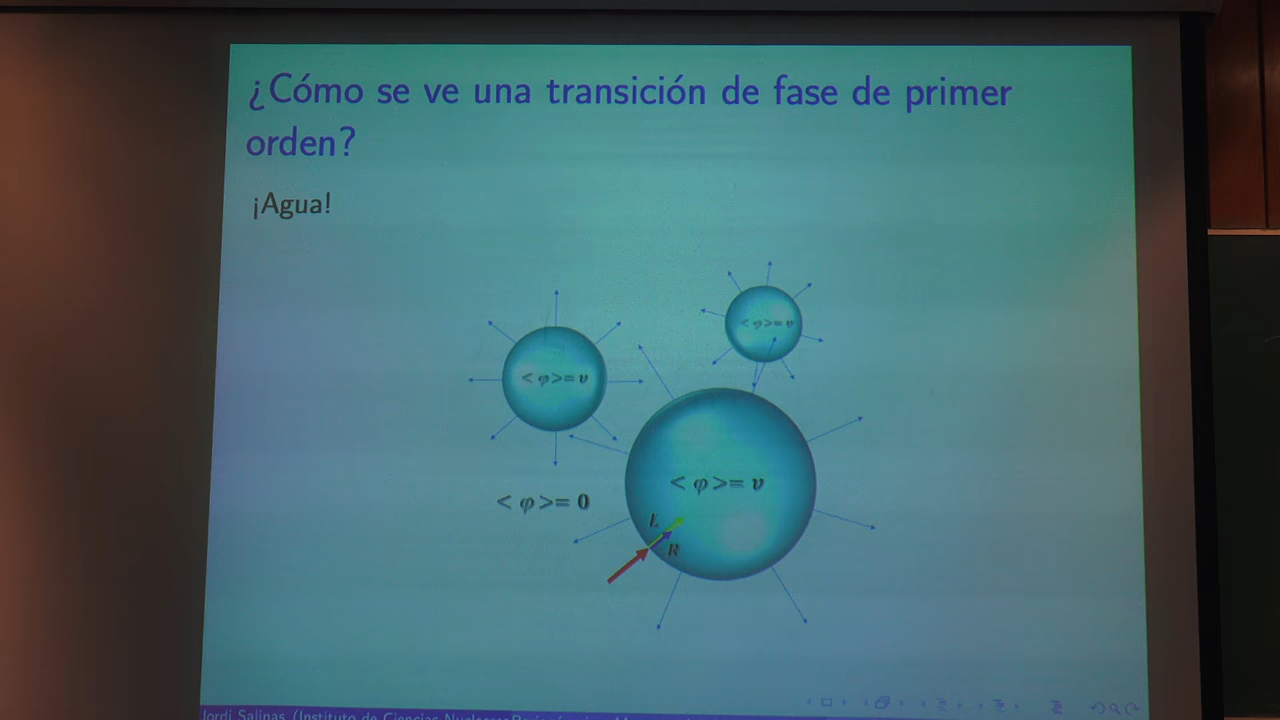 ¿Cómo se ve una transición de fase de primer
orden?
¡Agua!
< φ >= υ
< φ >= υ
< φ >= υ
< φ >= 0
L
R
Jordi Salinas (Instituto de Ciencias Nucleares